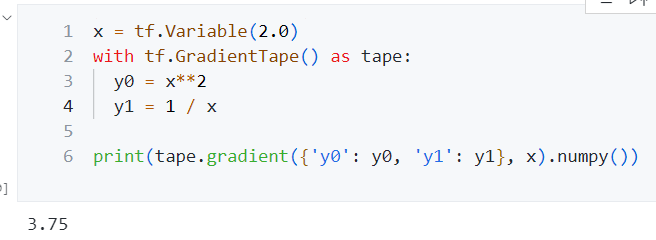 1 x = tf.Variable(2.0)
2 with tf.GradientTape() as tape:
3   y0 = x**2
4   y1 = 1 / x
5
6 print(tape.gradient({'y0': y0, 'y1': y1}, x).numpy())
]
3.75